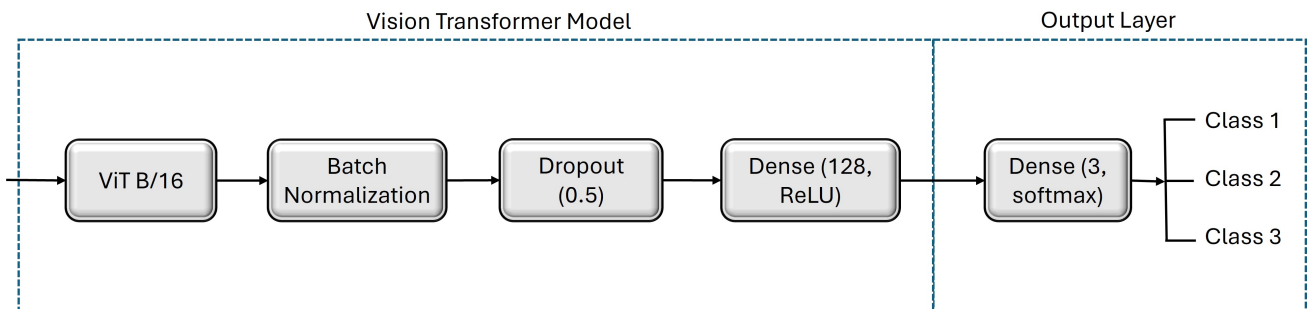 Vision Transformer Model
Output Layer
ViT B/16
Batch
Normalization
Dropout
(0.5)
Dense (128,
ReLU)
Dense (3,
softmax)
Class 1
Class 2
Class 3